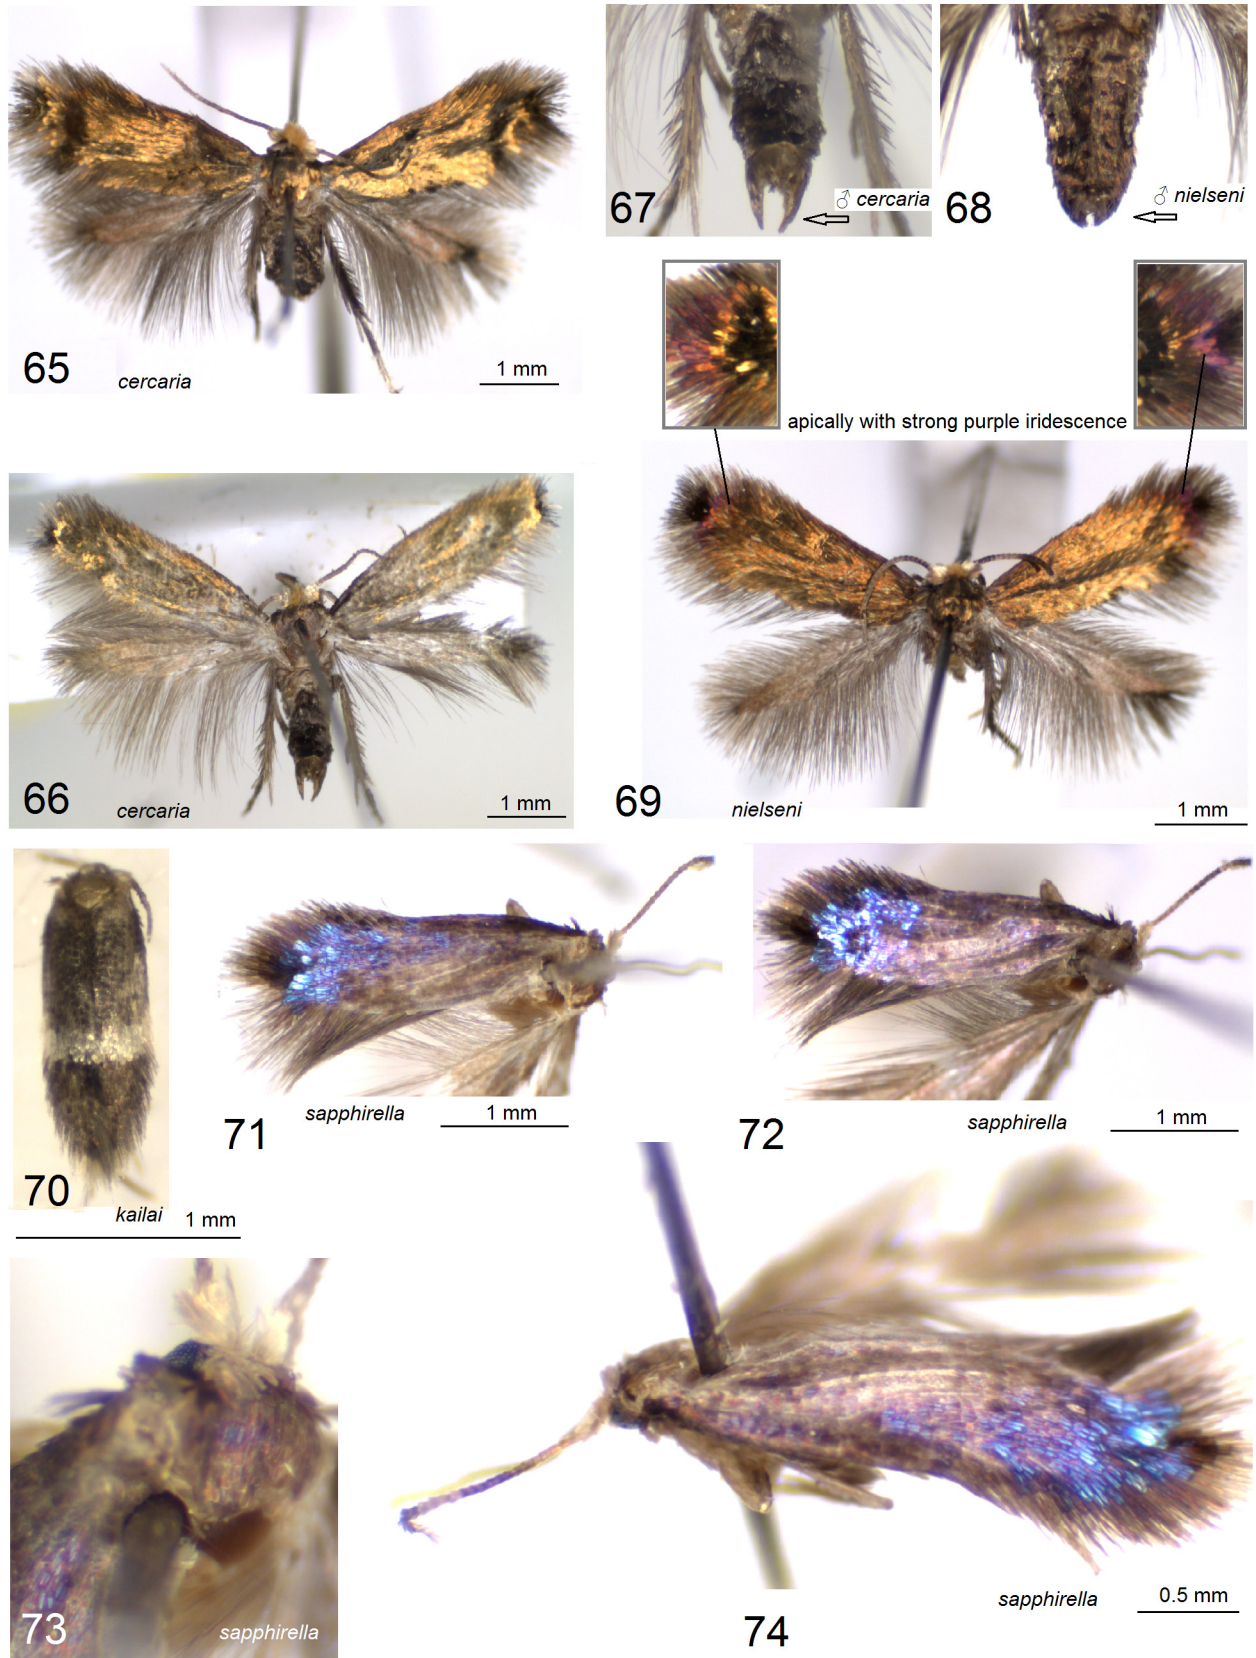 65
cercaria
1 mm
67
♂ cercaria
68
♂ nielseni
apically with strong purple iridescence
66
cercaria
1 mm
69
nielseni
1 mm
70
kailai
1 mm
71
sapphirella
1 mm
72
sapphirella
1 mm
73
sapphirella
74
sapphirella
0.5 mm